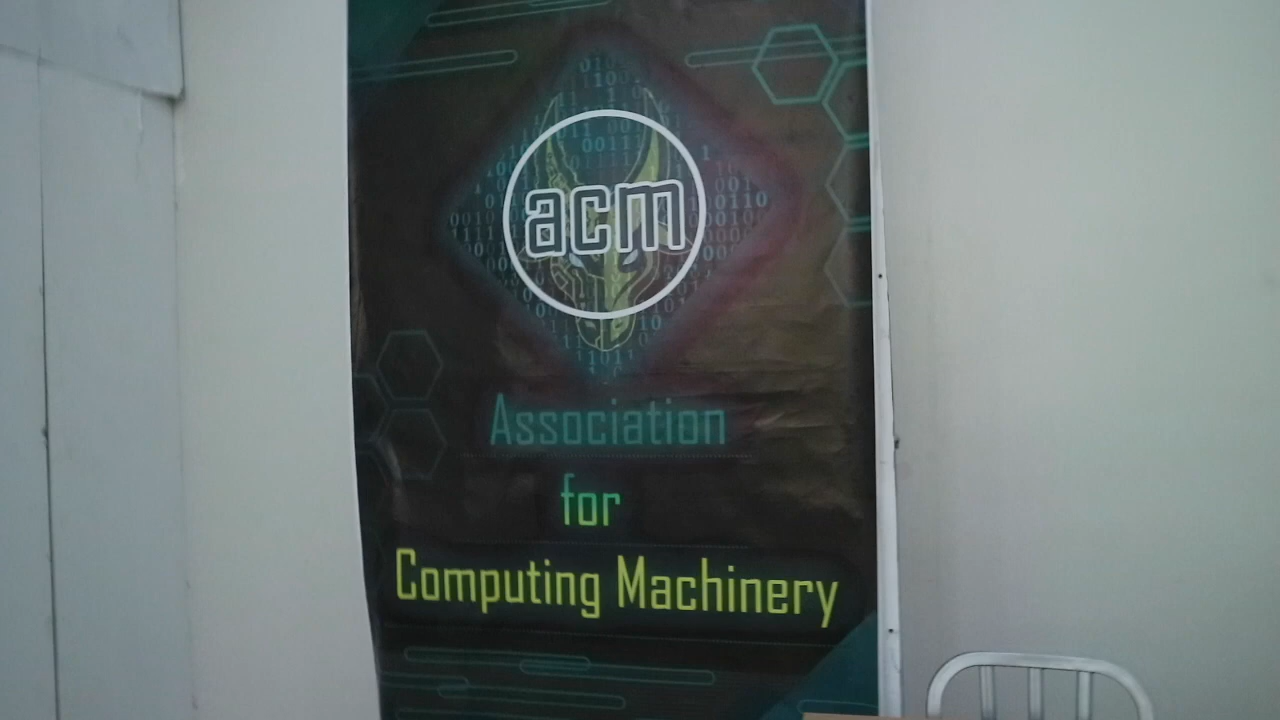 acm
Association
for
Computing Machinery